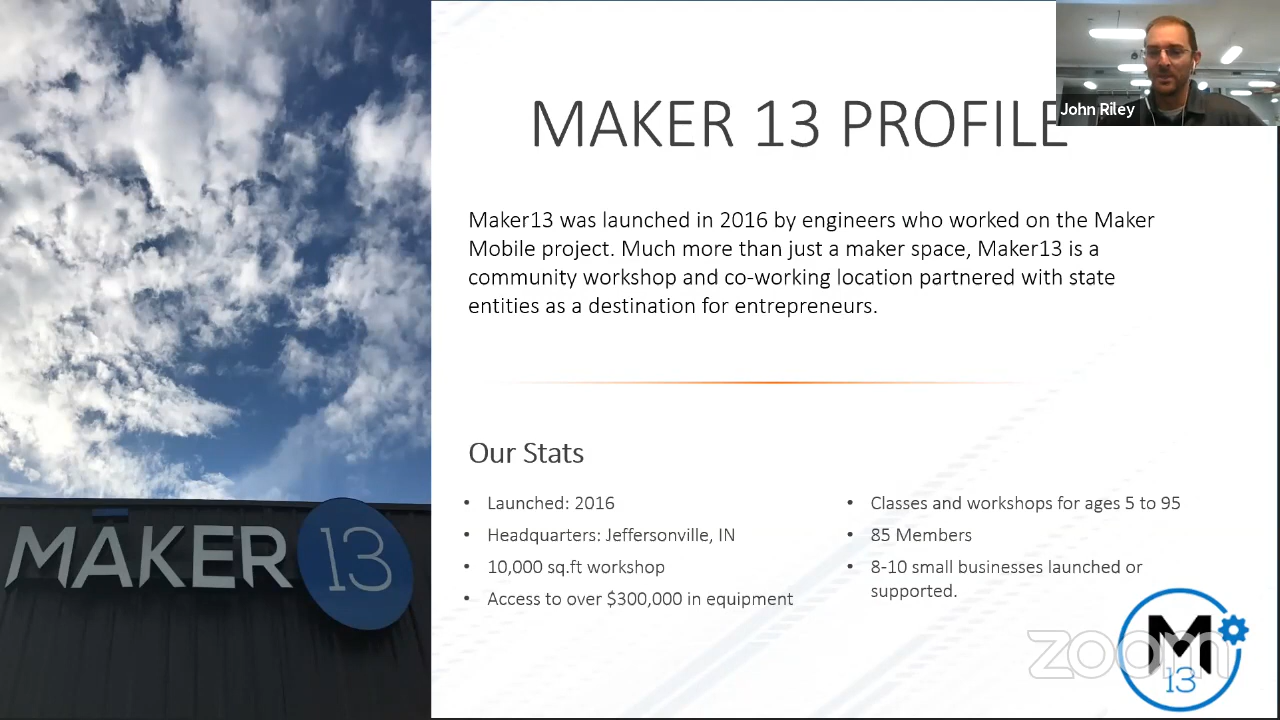 MAKER 13
MAKER 13 PROFILE
John Riley
Maker13 was launched in 2016 by engineers who worked on the Maker
Mobile project. Much more than just a maker space, Maker13 is a
community workshop and co-working location partnered with state
entities as a destination for entrepreneurs.
Our Stats
• Launched: 2016
• Headquarters: Jeffersonville, IN
• 10,000 sq.ft workshop
• Access to over $300,000 in equipment
• Classes and workshops for ages 5 to 95
• 85 Members
• 8-10 small businesses launched or
supported.
zoom
M
13